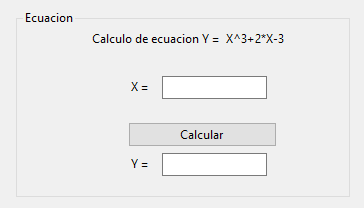 Ecuacion
Calculo de ecuacion Y = X^3+2*X-3
X =
Calcular
Y =